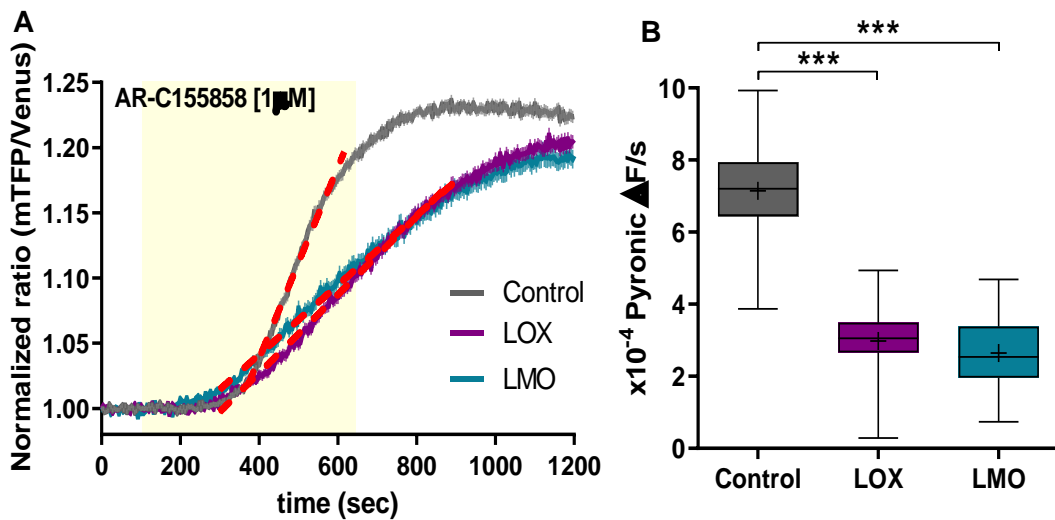 A
Normalized ratio (mTFP/Venus)
1.25
1.20
1.15
1.10
1.05
1.00
AR-C155858 [1 M]
Control
LOX
LMO
0 200 400 600 800 1000 1200
time (sec)
B
***
***
x10⁻⁴ Pyronic ▲F/s
10
8
6
4
2
0
Control LOX LMO